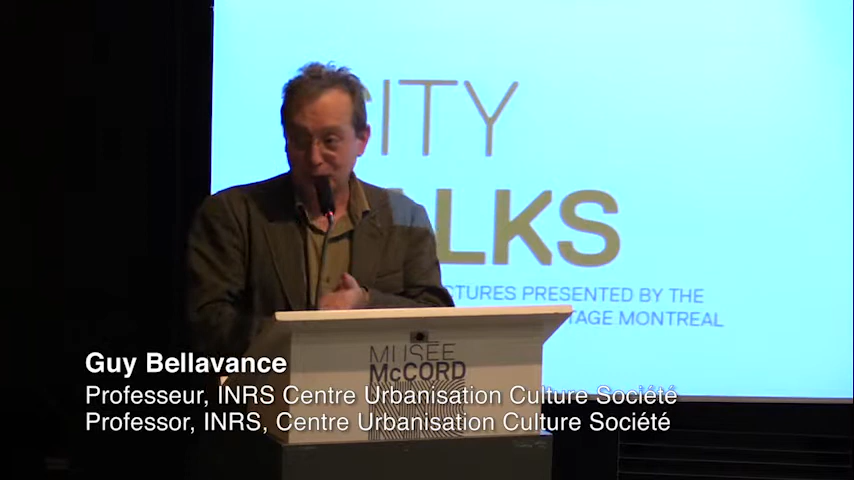 CITY
LKS
CTURES PRESENTED BY THE
TAGE MONTREAL
MUSÉE
McCORD
Guy Bellavance
Professeur, INRS Centre Urbanisation Culture Société
Professor, INRS, Centre Urbanisation Culture Société